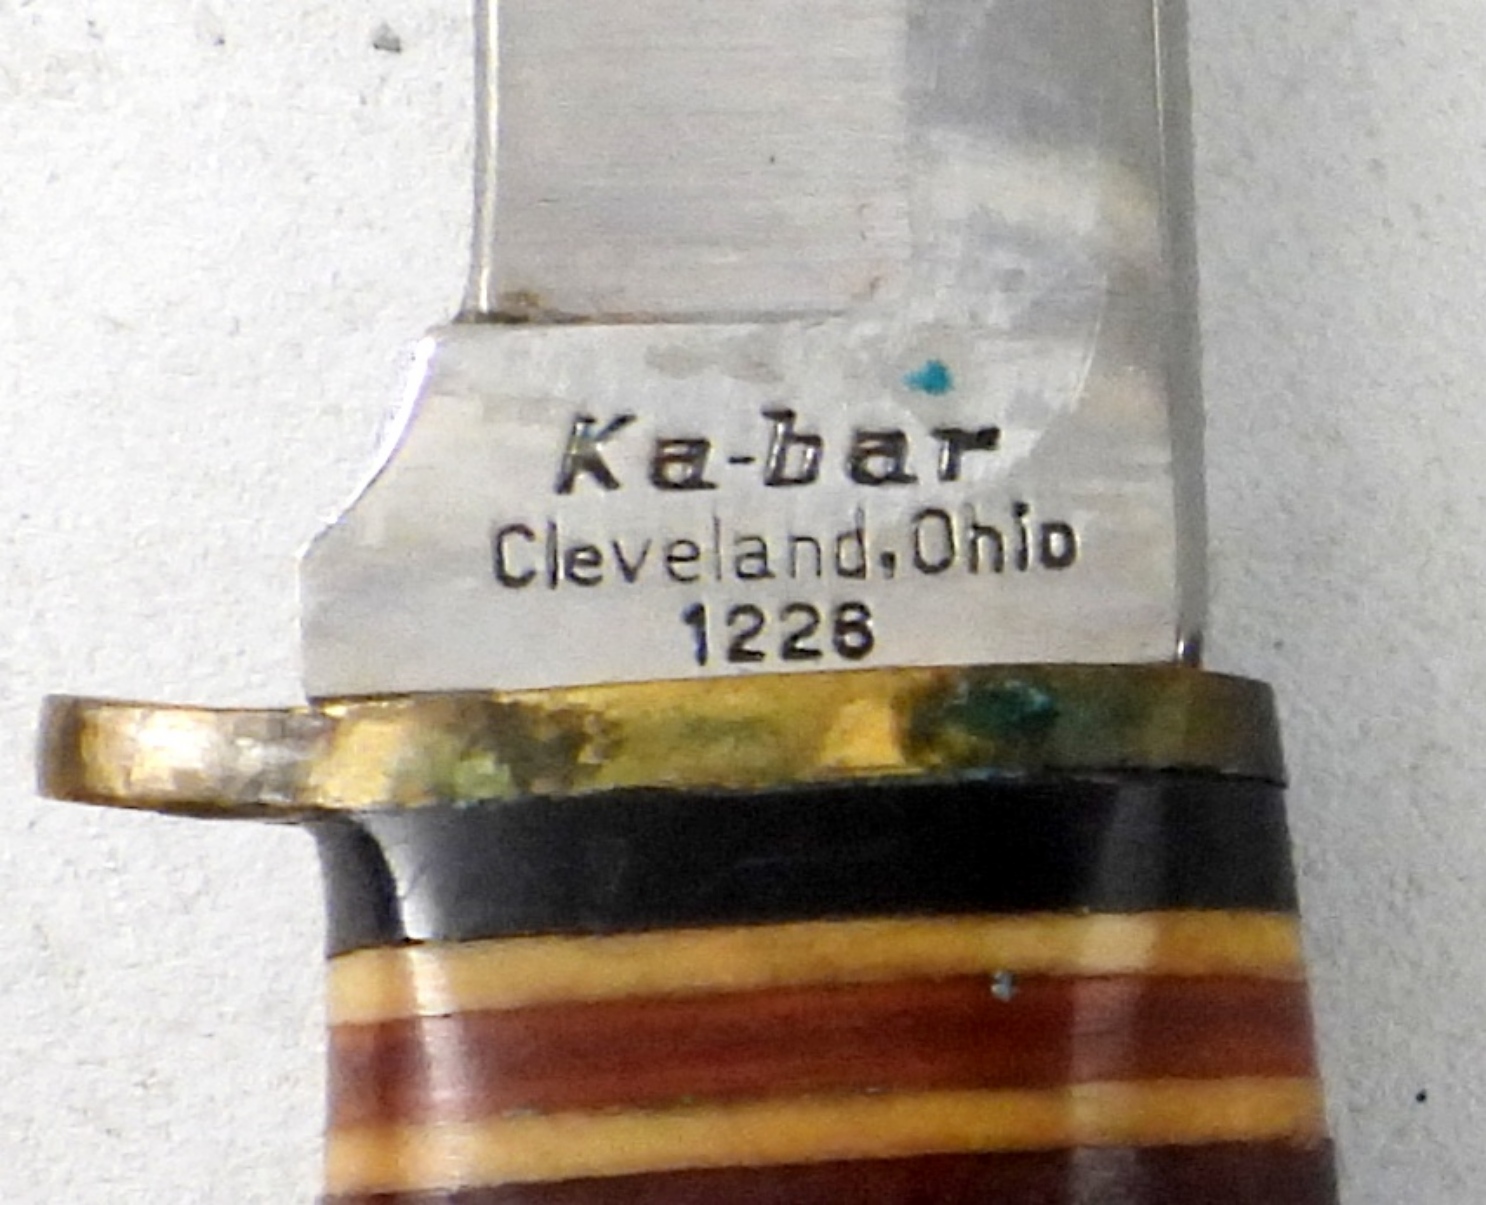 Ka-bar
Cleveland, Ohio
1226